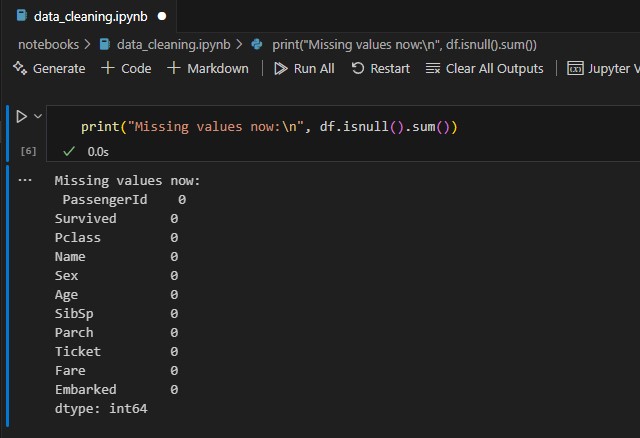 data_cleaning.ipynb
notebooks > data_cleaning.ipynb > print("Missing values now:\n", df.isnull().sum())
Generate + Code + Markdown Run All Restart Clear All Outputs Jupyter V
print("Missing values now:\n", df.isnull().sum())
[6] 0.0s
Missing values now:
 PassengerId    0
Survived       0
Pclass         0
Name           0
Sex            0
Age            0
SibSp          0
Parch          0
Ticket         0
Fare           0
Embarked       0
dtype: int64